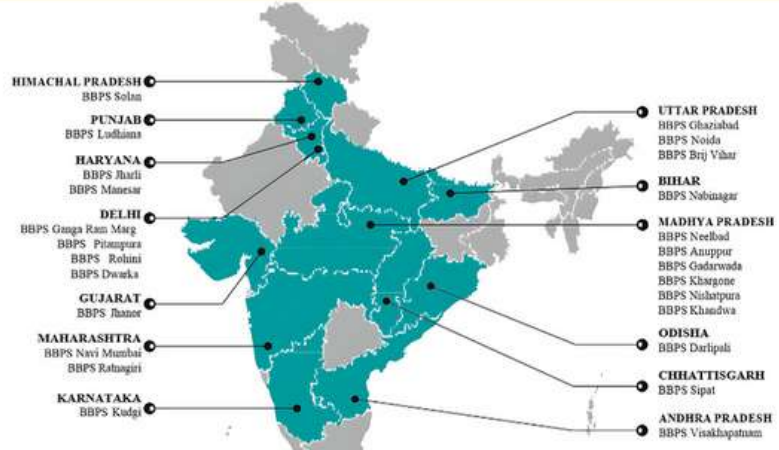 HIMACHAL PRADESH
BBPS Solan
PUNJAB
BBPS Ludhiana
HARYANA
BBPS Jharli
BBPS Manesar
DELHI
BBPS Ganga Ram Marg
BBPS Pitampura
BBPS Rohini
BBPS Dwarka
GUJARAT
BBPS Jhanor
MAHARASHTRA
BBPS Navi Mumbai
BBPS Ratnagiri
KARNATAKA
BBPS Kudgi
UTTAR PRADESH
BBPS Ghaziabad
BBPS Noida
BBPS Brij Vihar
BIHAR
BBPS Nabinagar
MADHYA PRADESH
BBPS Neelbad
BBPS Anuppur
BBPS Gadarwada
BBPS Khargone
BBPS Nishatpura
BBPS Khandwa
ODISHA
BBPS Darlipali
CHHATTISGARH
BBPS Sipat
ANDHRA PRADESH
BBPS Visakhapatnam